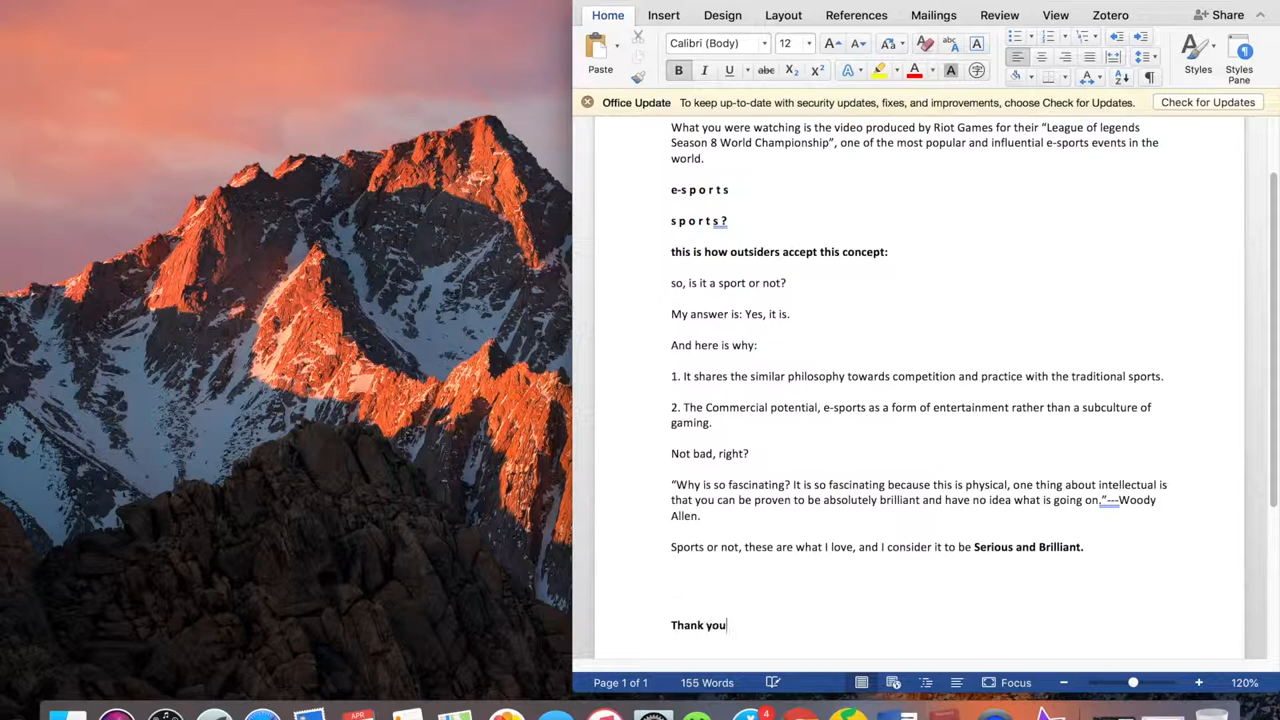 Home Insert Design Layout References Mailings Review View Zotero Share
Calibri (Body) 12
Paste
Styles
Styles Pane
Office Update To keep up-to-date with security updates, fixes, and improvements, choose Check for Updates. Check for Updates
What you were watching is the video produced by Riot Games for their “League of legends
Season 8 World Championship”, one of the most popular and influential e-sports events in the
world.
e-s p o r t s
s p o r t s ?
this is how outsiders accept this concept:
so, is it a sport or not?
My answer is: Yes, it is.
And here is why:
1. It shares the similar philosophy towards competition and practice with the traditional sports.
2. The Commercial potential, e-sports as a form of entertainment rather than a subculture of
gaming.
Not bad, right?
“Why is so fascinating? It is so fascinating because this is physical, one thing about intellectual is
that you can be proven to be absolutely brilliant and have no idea what is going on.”---Woody
Allen.
Sports or not, these are what I love, and I consider it to be Serious and Brilliant.
Thank you
Page 1 of 1 155 Words Focus 120%
APR 4